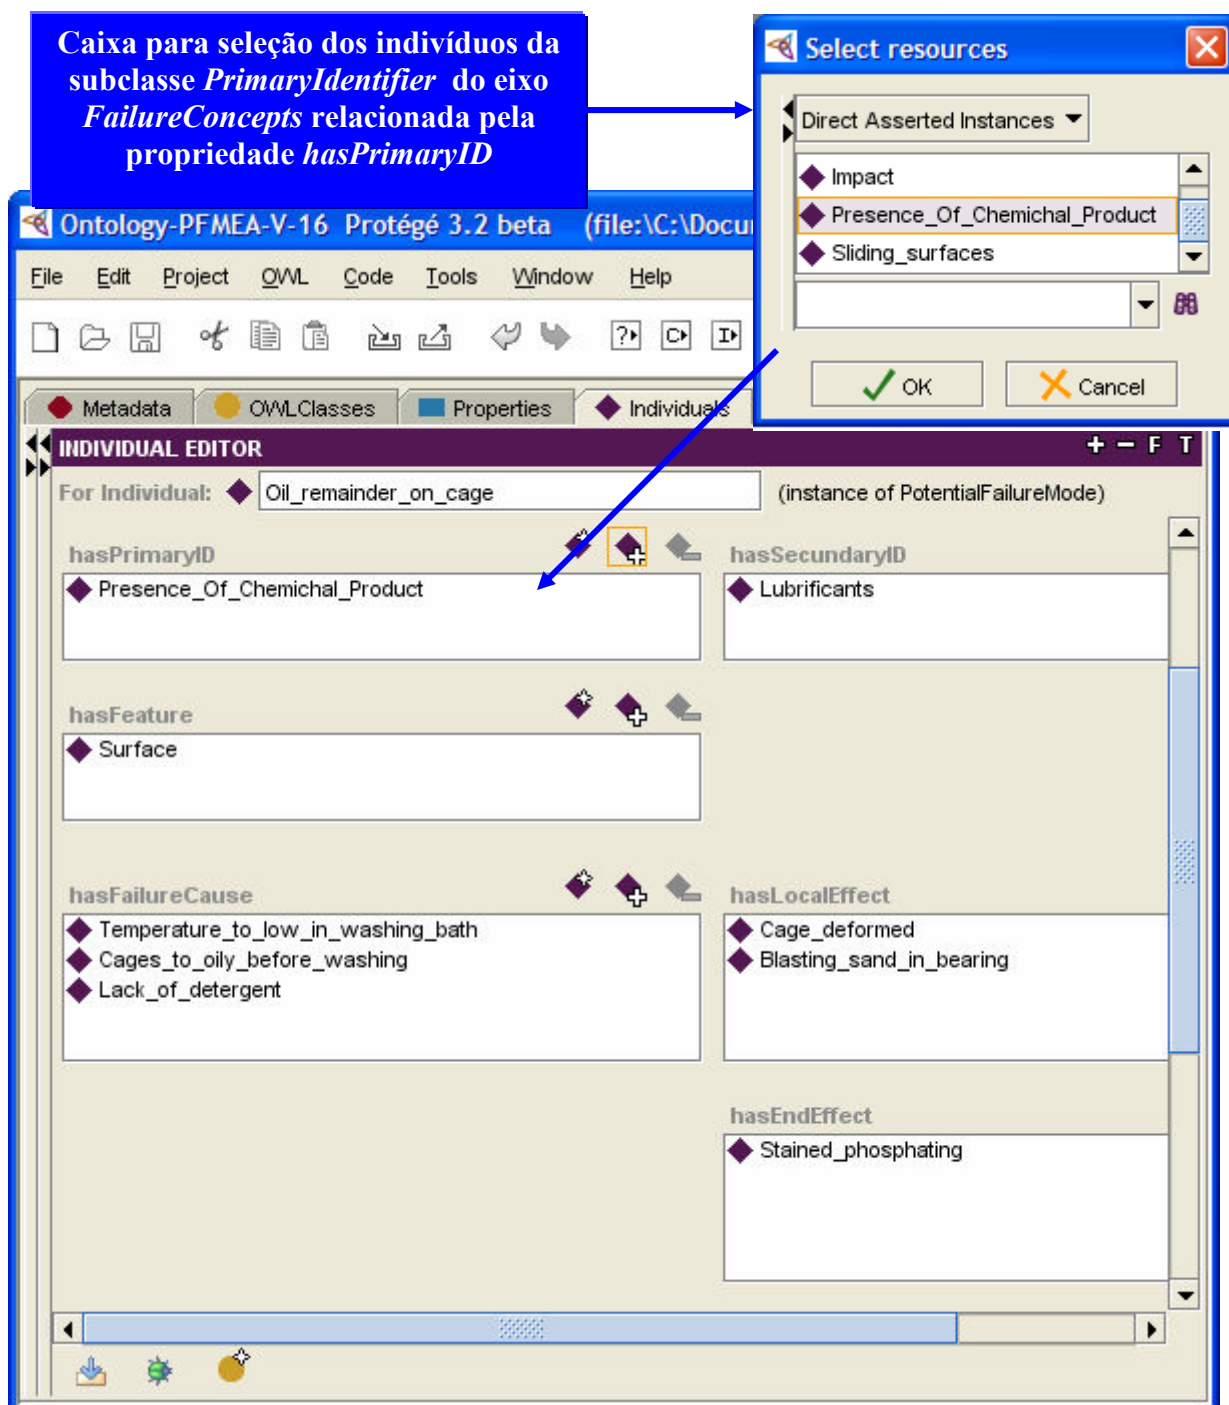 Caixa para seleção dos indivíduos da
subclasse PrimaryIdentifier do eixo
FailureConcepts relacionada pela
propriedade hasPrimaryID
Select resources
Direct Asserted Instances
Impact
Presence_Of_Chemichal_Product
Sliding_surfaces
OK
Cancel
Ontology-PFMEA-V-16 Protégé 3.2 beta (file:\C:\Docu
File Edit Project OWL Code Tools Window Help
Metadata OWLClasses Properties Individuals
INDIVIDUAL EDITOR + − F T
For Individual: Oil_remainder_on_cage (instance of PotentialFailureMode)
hasPrimaryID
Presence_Of_Chemichal_Product
hasSecundaryID
Lubrificants
hasFeature
Surface
hasFailureCause
Temperature_to_low_in_washing_bath
Cages_to_oily_before_washing
Lack_of_detergent
hasLocalEffect
Cage_deformed
Blasting_sand_in_bearing
hasEndEffect
Stained_phosphating